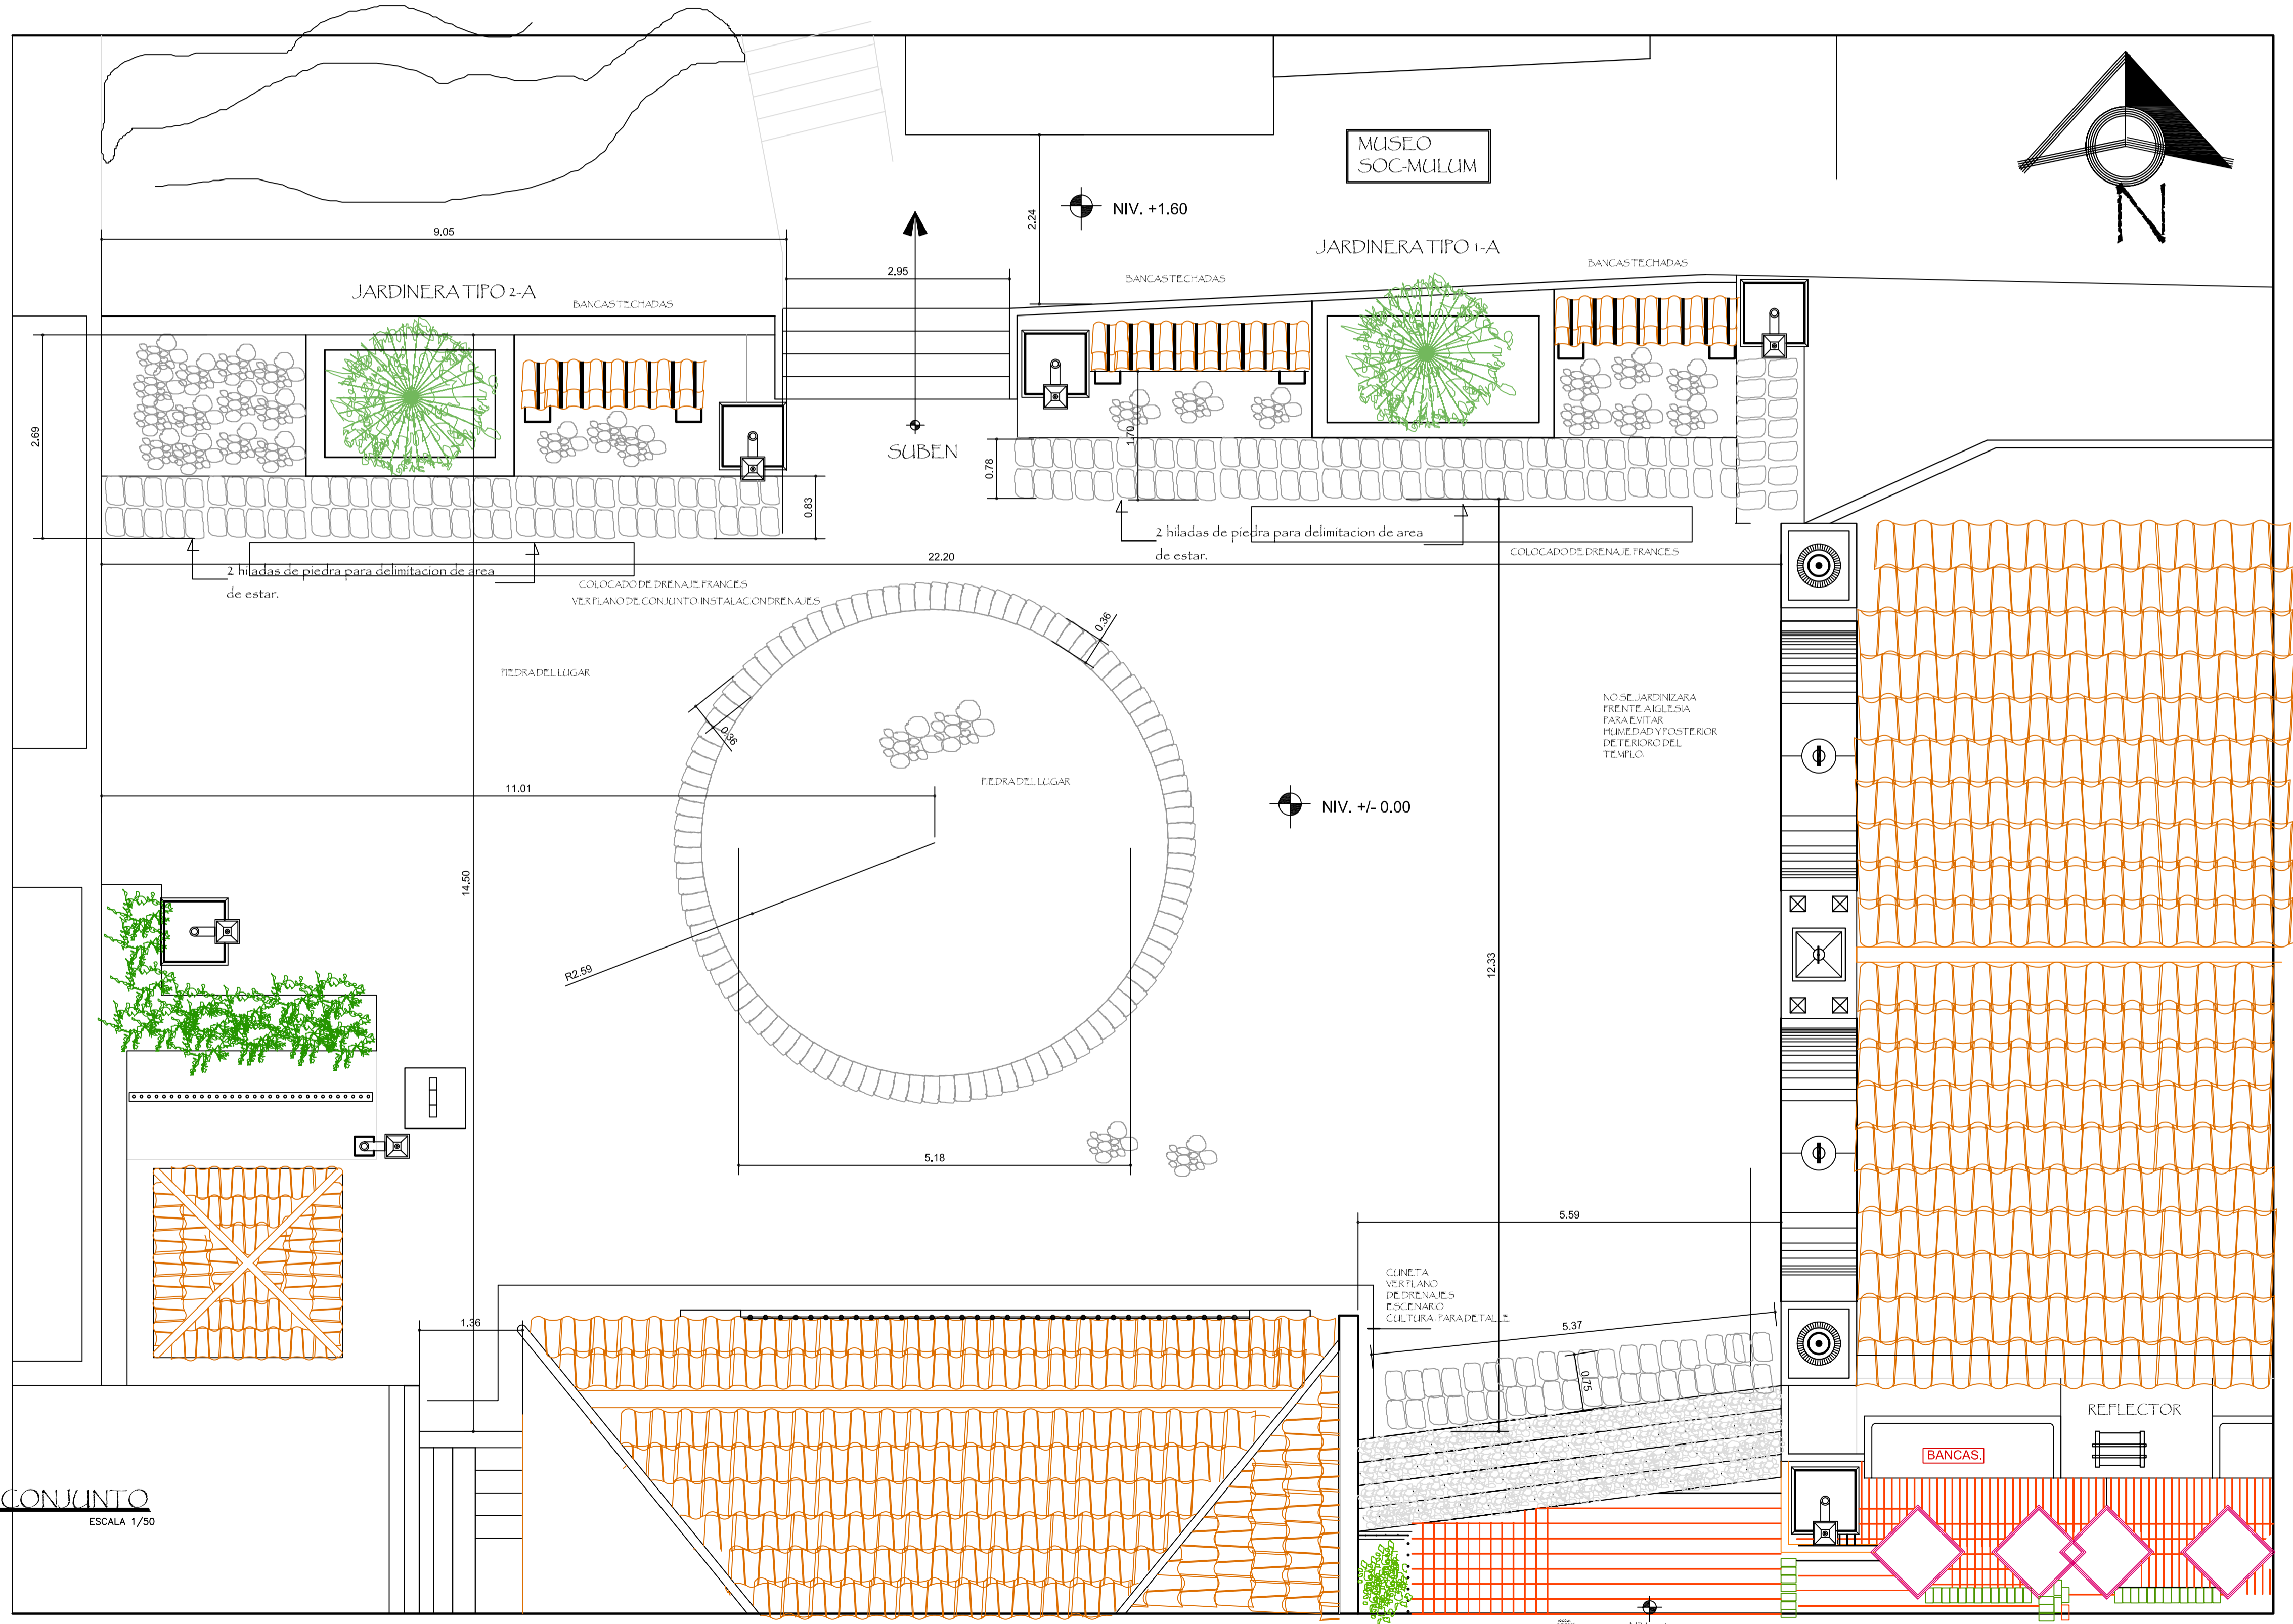 MUSEO
SOC-MULUM
N
NIV. +1.60
2.24
9.05
2.95
JARDINERA TIPO 1-A
BANCAS TECHADAS
BANCAS TECHADAS
JARDINERA TIPO 2-A
BANCAS TECHADAS
2.69
SUBEN
1.70
0.78
0.83
2 hiladas de piedra para delimitacion de area
de estar.
COLOCADO DE DRENAJE FRANCES
22.20
2 hiladas de piedra para delimitacion de area
de estar.
COLOCADO DE DRENAJE FRANCES
VER PLANO DE CONJUNTO INSTALACION DRENAJES
0.36
PIEDRA DEL LUGAR
0.36
NO SE JARDINIZARA
FRENTE A IGLESIA
PARA EVITAR
HUMEDAD Y POSTERIOR
DETERIORO DEL
TEMPLO.
PIEDRA DEL LUGAR
11.01
NIV. +/- 0.00
14.50
12.33
R2.59
5.18
5.59
CUNETA
VER PLANO
DE DRENAJES
ESCENARIO
CULTURA PARA DETALLE
1.36
5.37
0.75
REFLECTOR
BANCAS.
CONJUNTO
ESCALA 1/50